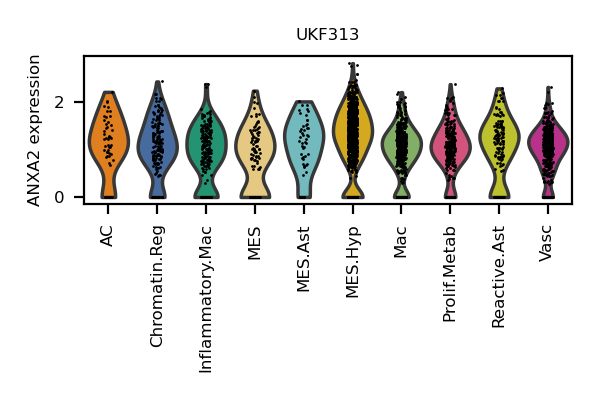 UKF313
ANXA2 expression
2
0
AC
Chromatin.Reg
Inflammatory.Mac
MES
MES.Ast
MES.Hyp
Mac
Prolif.Metab
Reactive.Ast
Vasc